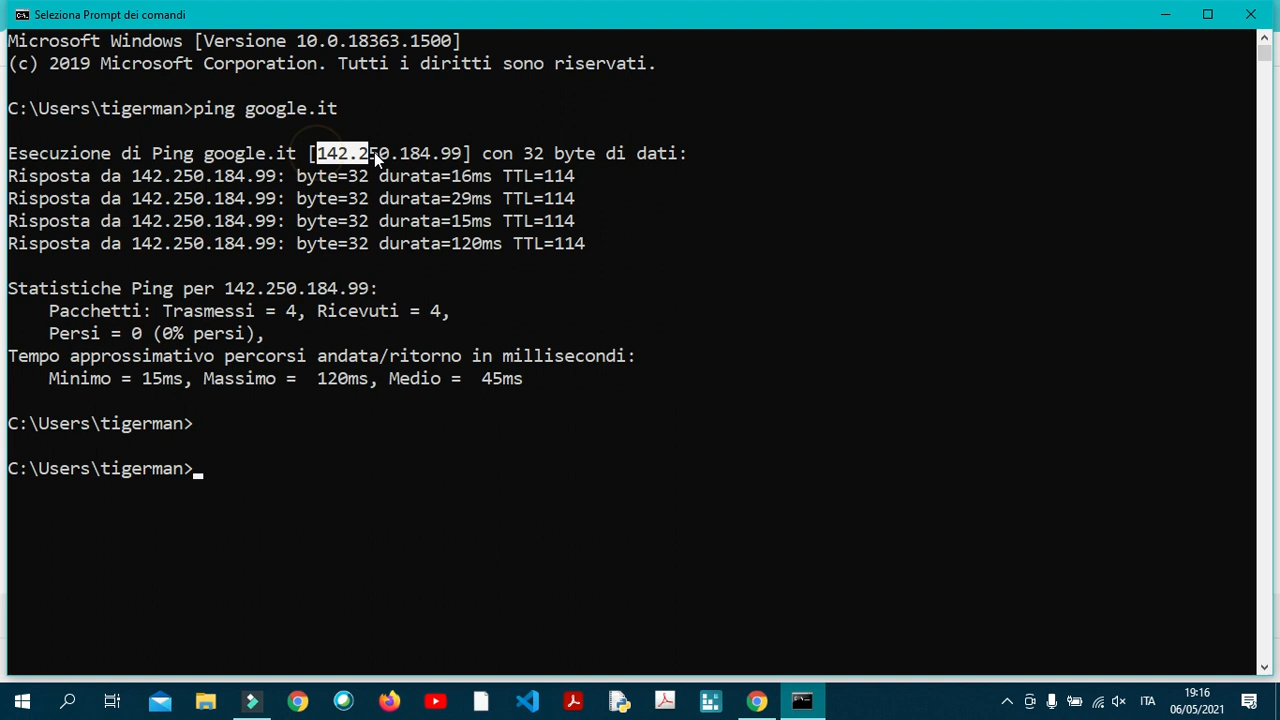 Seleziona Prompt dei comandi
Microsoft Windows [Versione 10.0.18363.1500]
(c) 2019 Microsoft Corporation. Tutti i diritti sono riservati.
C:\Users\tigerman>ping google.it
Esecuzione di Ping google.it [142.250.184.99] con 32 byte di dati:
Risposta da 142.250.184.99: byte=32 durata=16ms TTL=114
Risposta da 142.250.184.99: byte=32 durata=29ms TTL=114
Risposta da 142.250.184.99: byte=32 durata=15ms TTL=114
Risposta da 142.250.184.99: byte=32 durata=120ms TTL=114
Statistiche Ping per 142.250.184.99:
Pacchetti: Trasmessi = 4, Ricevuti = 4,
Persi = 0 (0% persi),
Tempo approssimativo percorsi andata/ritorno in millisecondi:
Minimo = 15ms, Massimo =  120ms, Medio =  45ms
C:\Users\tigerman>
C:\Users\tigerman>_
ITA
19:16
06/05/2021